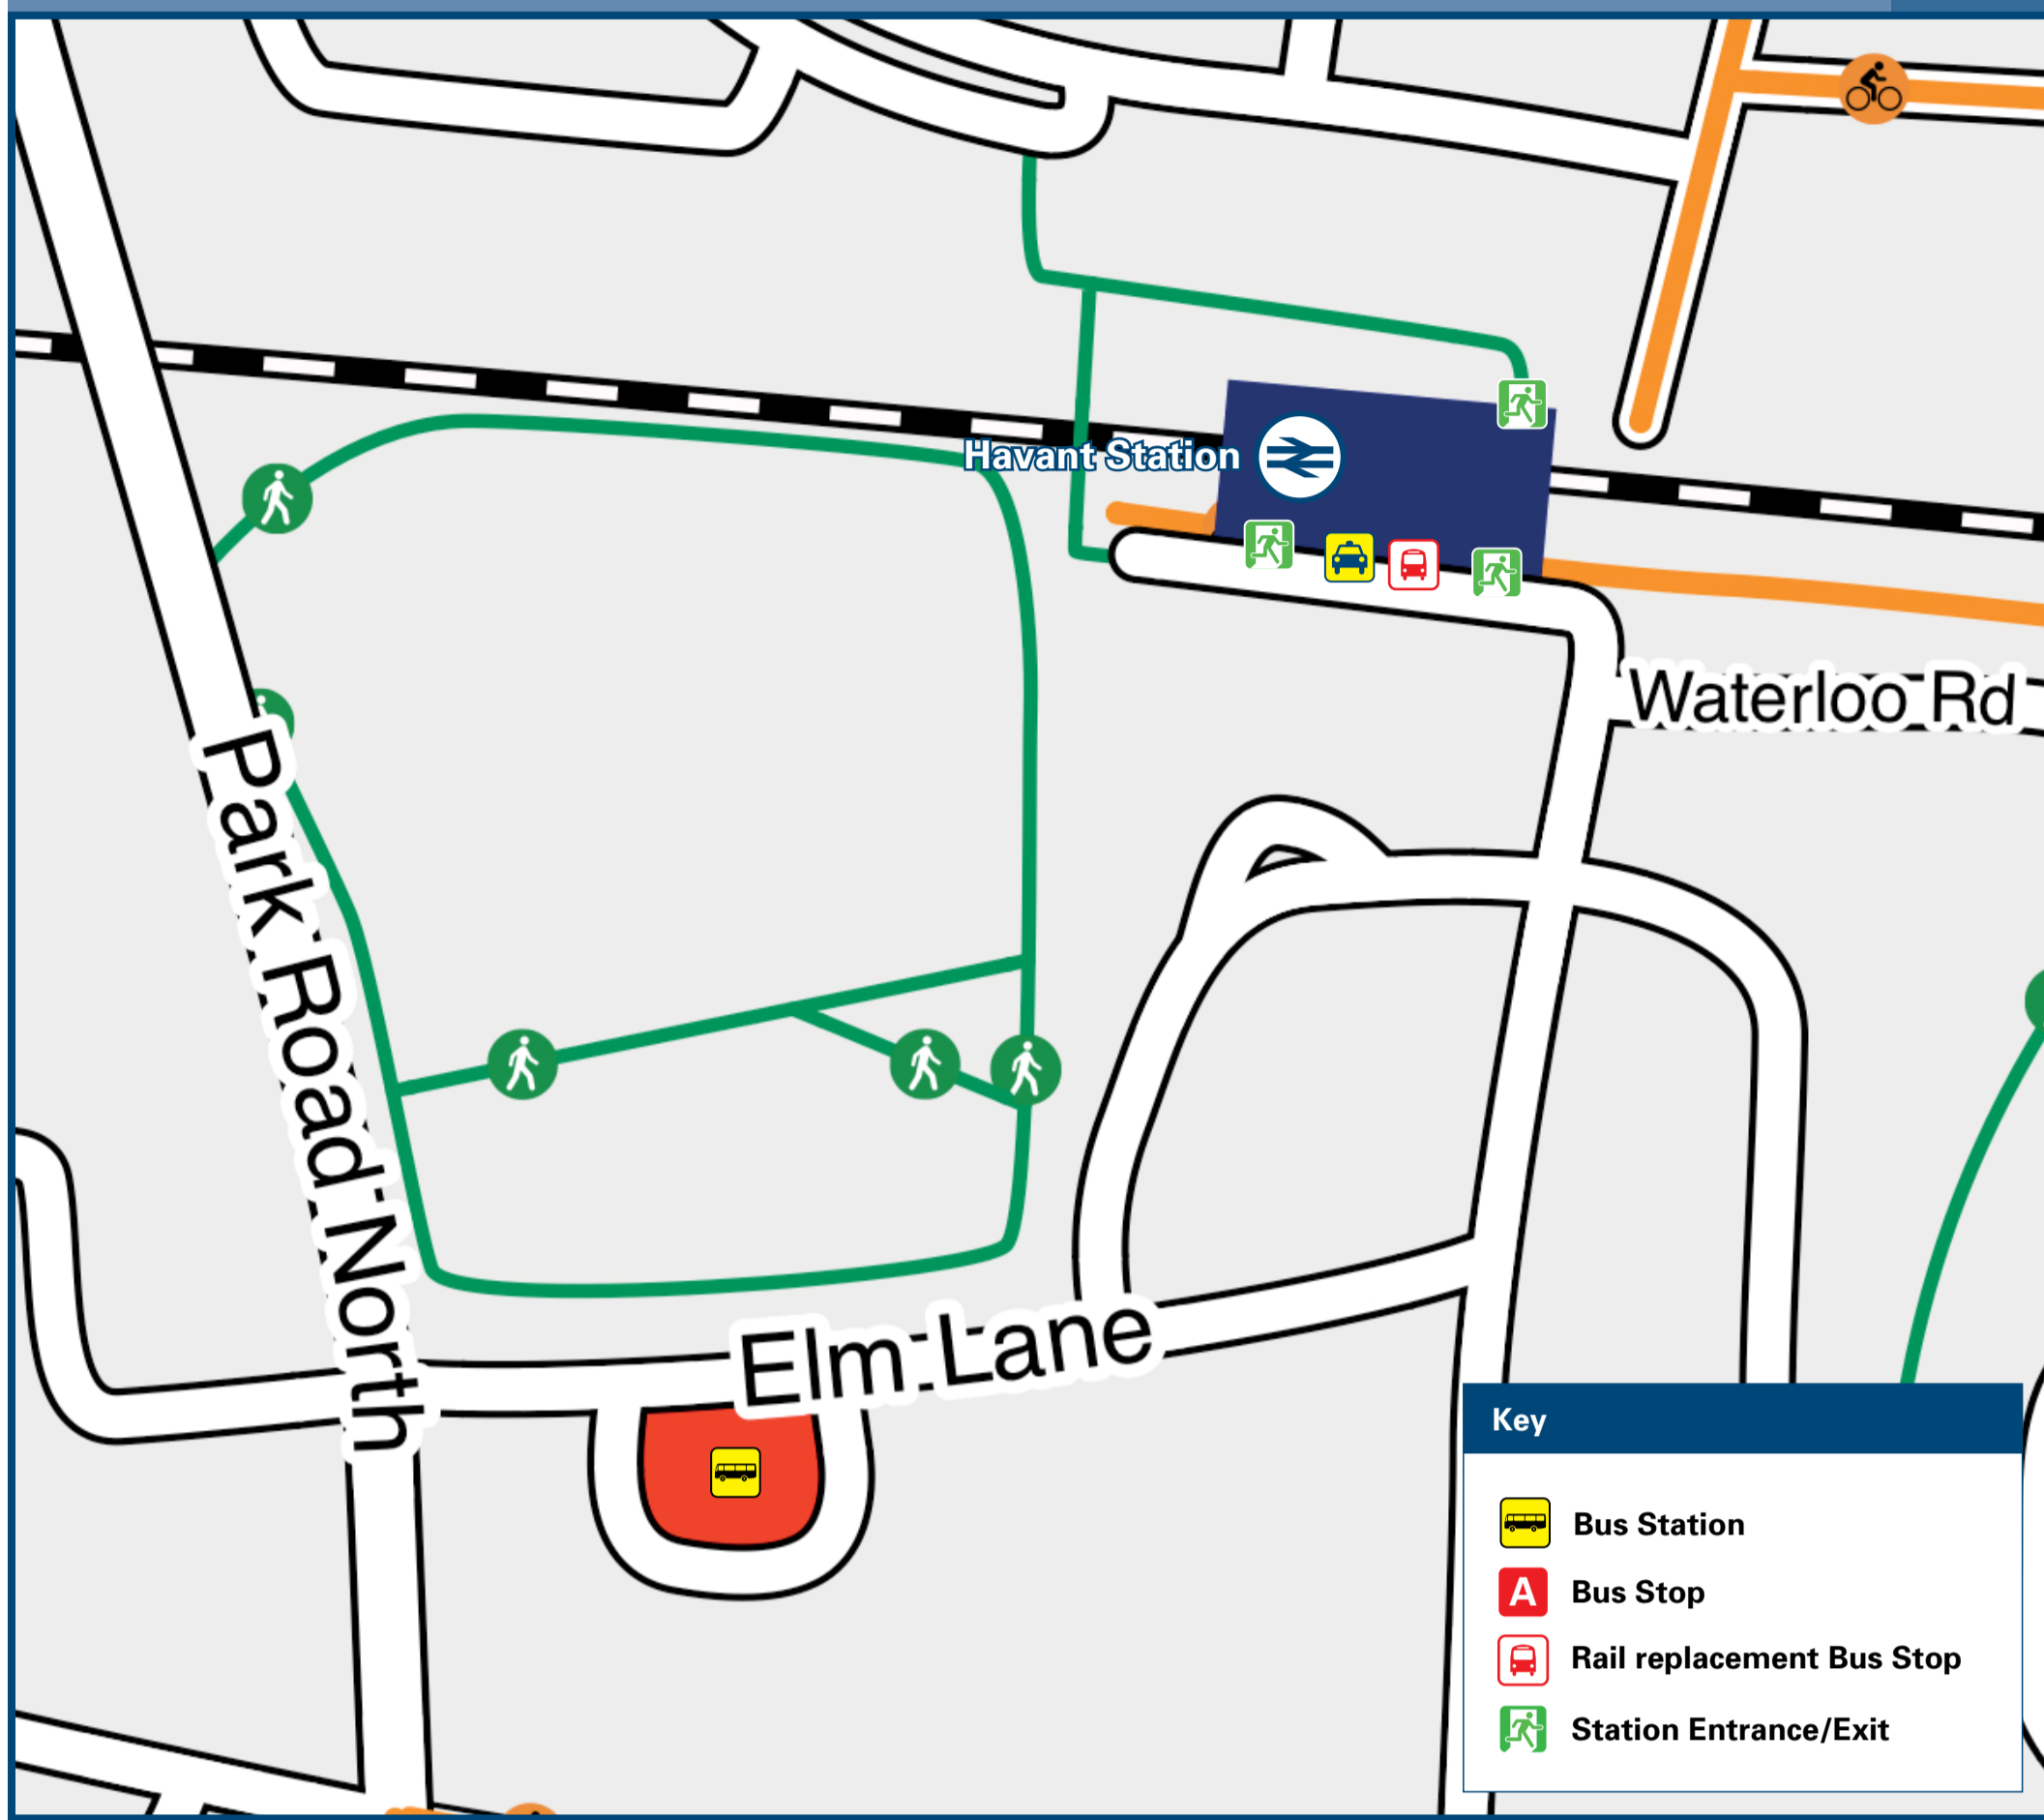 Havant Station
Waterloo Rd
Park Road North
Elm Lane
Key
Bus Station
A
Bus Stop
Rail replacement Bus Stop
Station Entrance/Exit